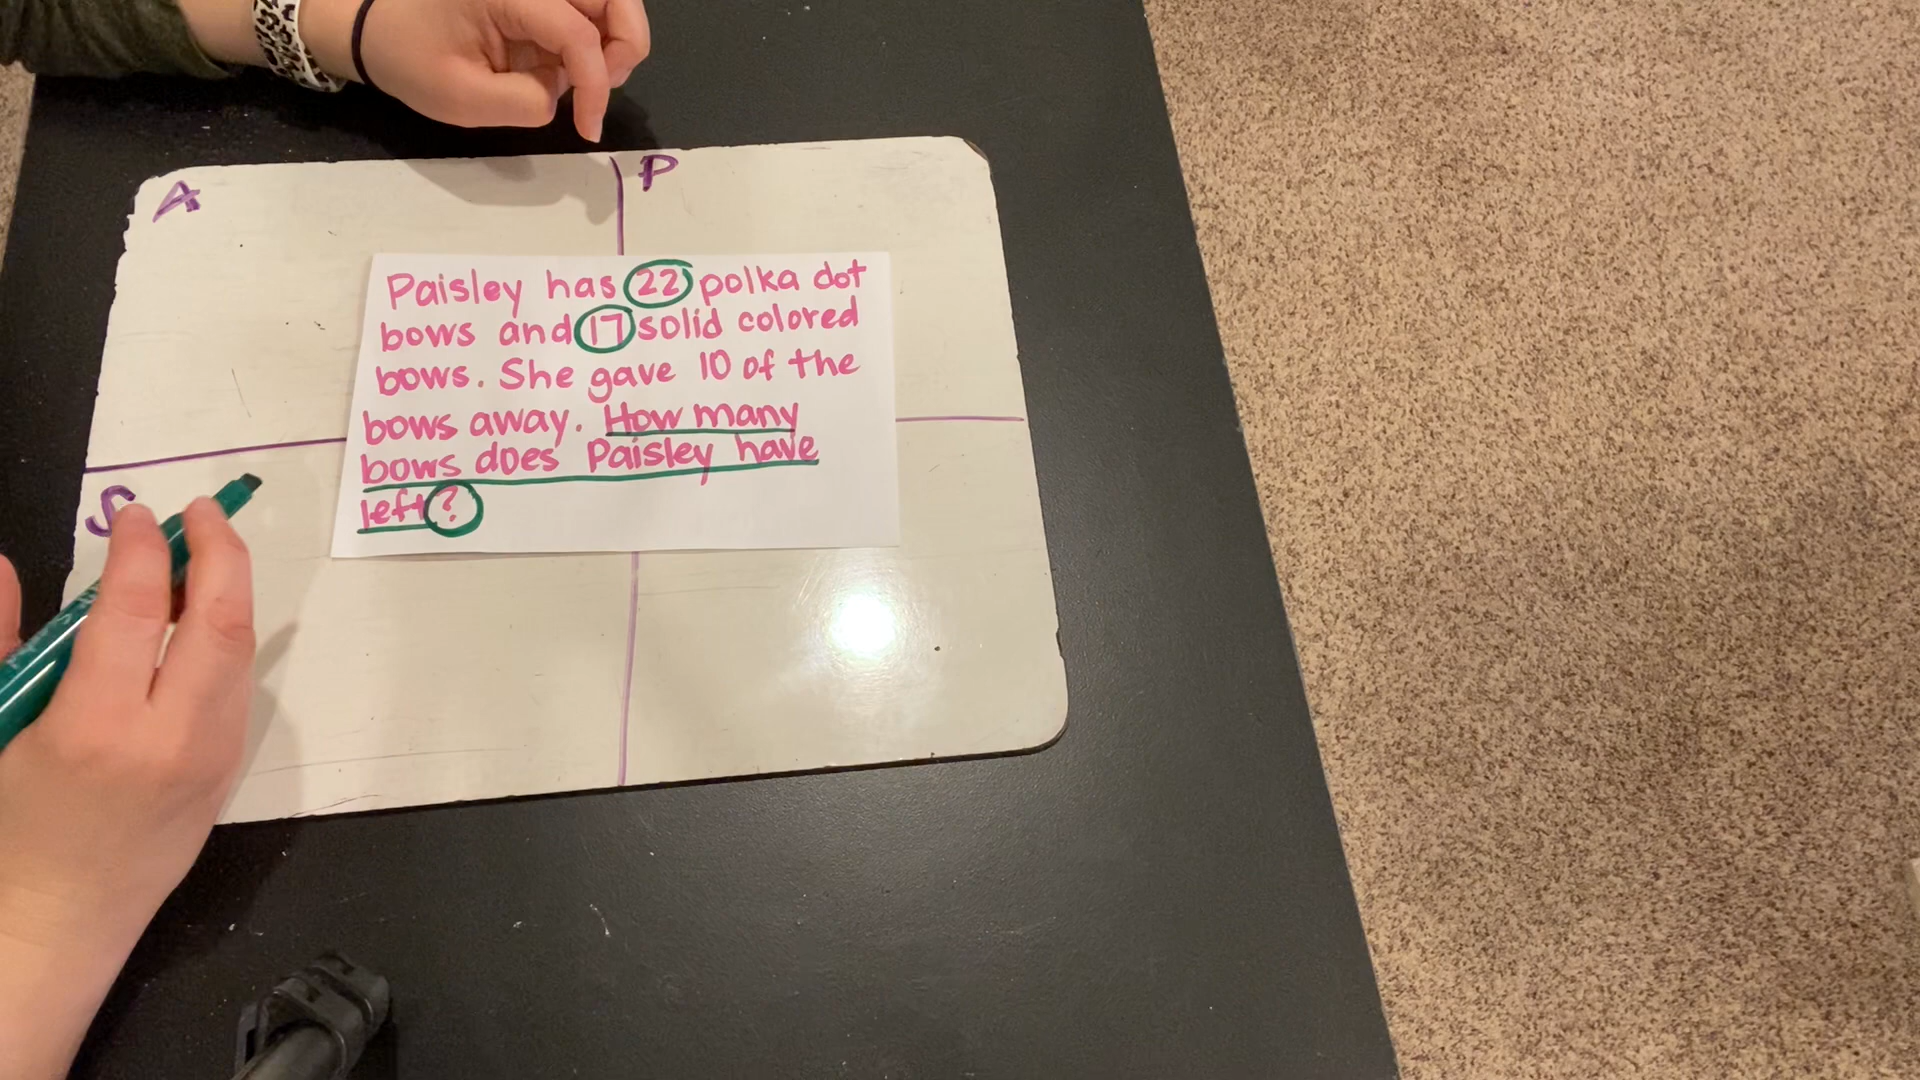 A
P
Paisley has 22 polka dot
bows and 17 solid colored
bows. She gave 10 of the
bows away. How many
bows does Paisley have
left?
S